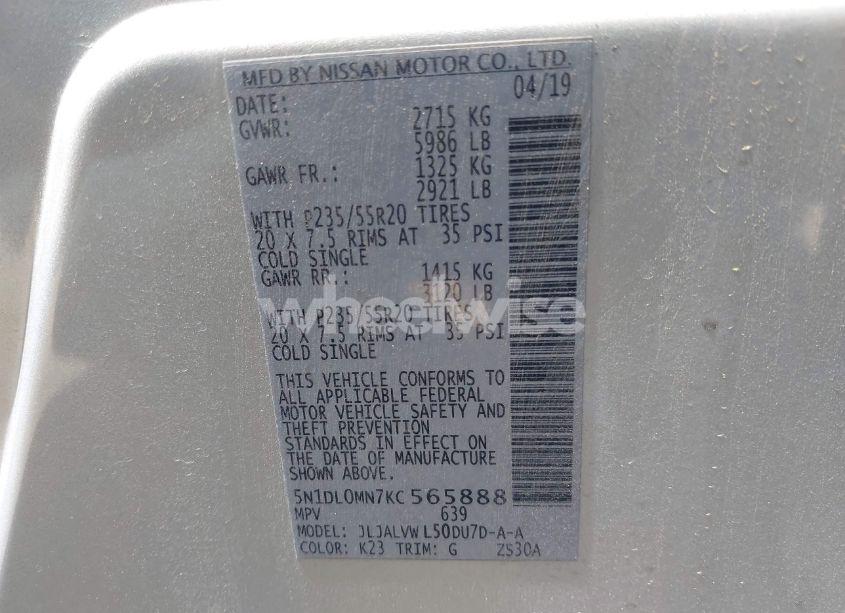 MFD BY NISSAN MOTOR CO., LTD.
DATE: 04/19
GVWR: 2715 KG
5986 LB
GAWR FR.: 1325 KG
2921 LB
WITH P235/55R20 TIRES
20 X 7.5 RIMS AT 35 PSI
COLD SINGLE
GAWR RR.: 1415 KG
3120 LB
WITH P235/55R20 TIRES
20 X 7.5 RIMS AT 35 PSI
COLD SINGLE
wheelwise
THIS VEHICLE CONFORMS TO
ALL APPLICABLE FEDERAL
MOTOR VEHICLE SAFETY AND
THEFT PREVENTION
STANDARDS IN EFFECT ON
THE DATE OF MANUFACTURE
SHOWN ABOVE.
5N1DL0MN7KC565888
MPV 639
MODEL: JLJALVWL50DU7D-A-A
COLOR: K23 TRIM: G ZS30A